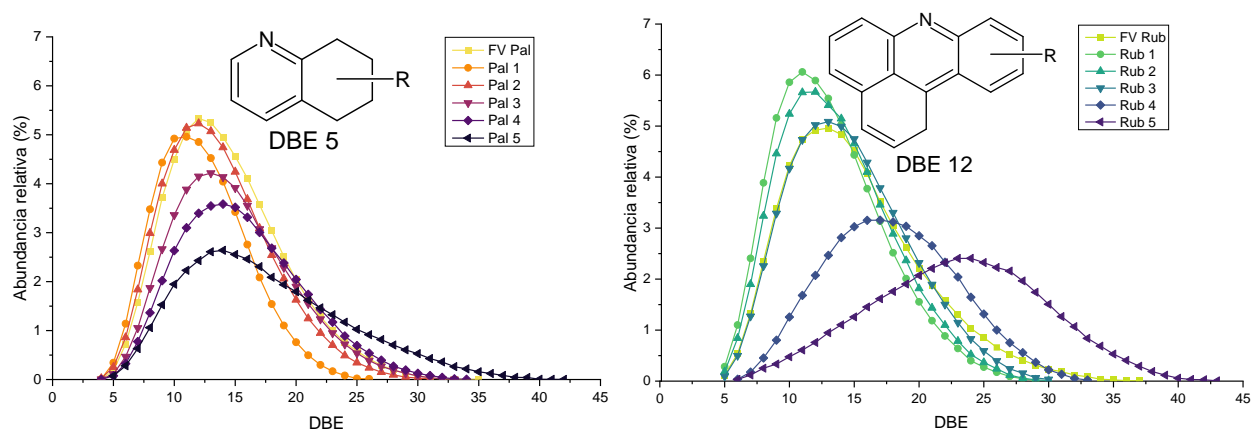 7
6
5
4
3
2
1
0
Abundancia relativa (%)
0
5
10
15
20
25
30
35
40
45
DBE
N
R
DBE 5
FV Pal
Pal 1
Pal 2
Pal 3
Pal 4
Pal 5
7
6
5
4
3
2
1
0
Abundancia relativa (%)
0
5
10
15
20
25
30
35
40
45
DBE
N
R
DBE 12
FV Rub
Rub 1
Rub 2
Rub 3
Rub 4
Rub 5